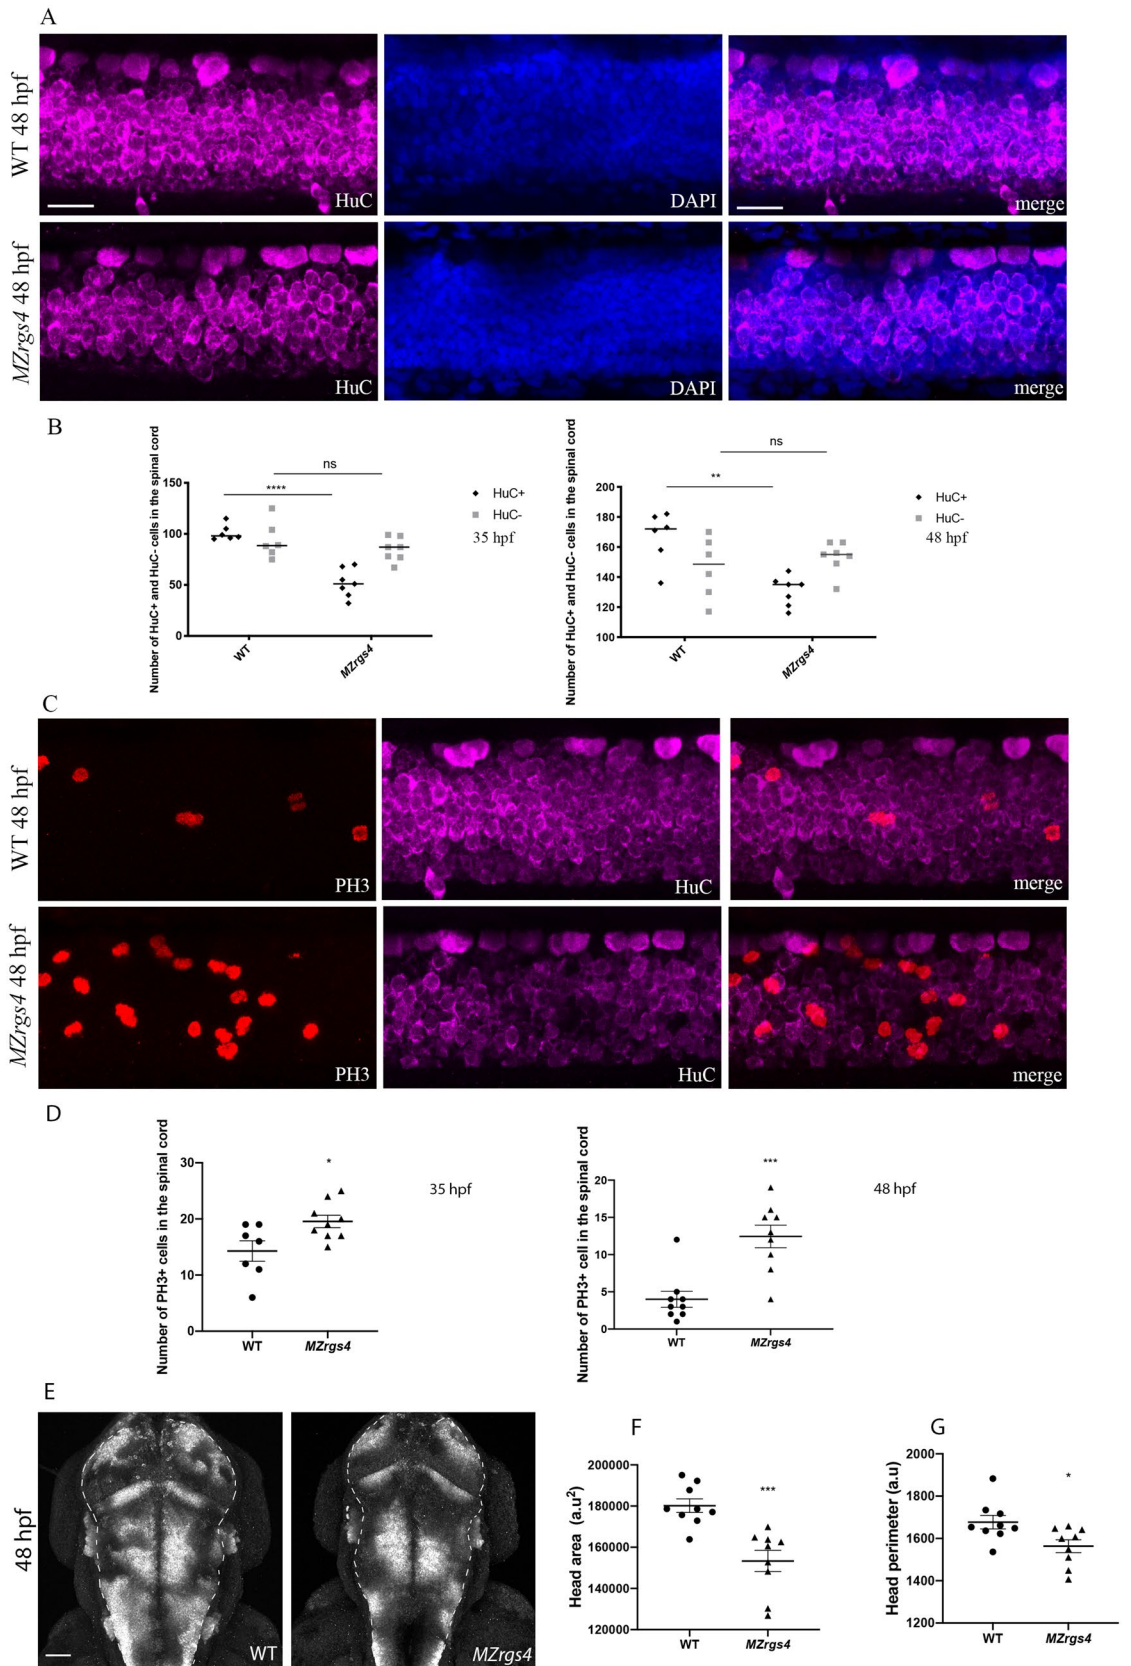 A
WT 48 hpf
HuC
DAPI
merge
MZrgs4 48 hpf
HuC
DAPI
merge
B
Number of HuC+ and HuC- cells in the spinal cord
150
100
50
0
ns
****
HuC+
HuC-
35 hpf
WT
MZrgs4
Number of HuC+ and HuC- cells in the spinal cord
200
180
160
140
120
100
ns
**
HuC+
HuC-
48 hpf
WT
MZrgs4
C
WT 48 hpf
PH3
HuC
merge
MZrgs4 48 hpf
PH3
HuC
merge
D
Number of PH3+ cells in the spinal cord
30
20
10
0
*
35 hpf
WT
MZrgs4
Number of PH3+ cell in the spinal cord
20
15
10
5
0
***
48 hpf
WT
MZrgs4
E
48 hpf
WT
MZrgs4
F
Head area (a.u²)
200000
180000
160000
140000
120000
***
WT
MZrgs4
G
Head perimeter (a.u)
2000
1800
1600
1400
1200
*
WT
MZrgs4